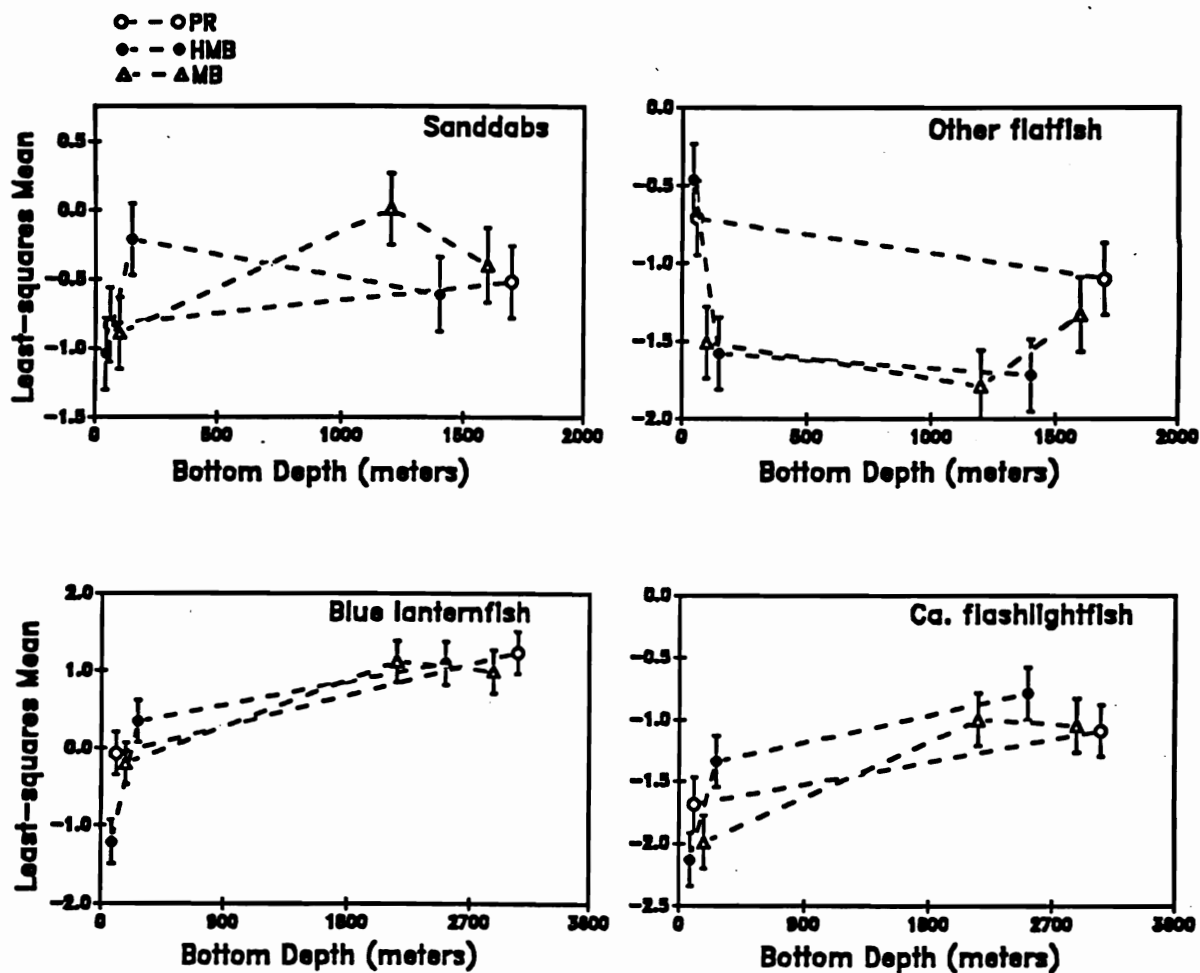 PR
HMB
MB
Sanddabs
Least-squares Mean
0.5
0.0
-0.5
-1.0
-1.5
0 500 1000 1500 2000
Bottom Depth (meters)
Other flatfish
0.0
-0.5
-1.0
-1.5
-2.0
0 500 1000 1500 2000
Bottom Depth (meters)
Blue lanternfish
Least-squares Mean
2.0
1.0
0.0
-1.0
-2.0
0 900 1800 2700 3600
Bottom Depth (meters)
Ca. flashlightfish
0.0
-0.5
-1.0
-1.5
-2.0
-2.5
0 900 1800 2700 3600
Bottom Depth (meters)